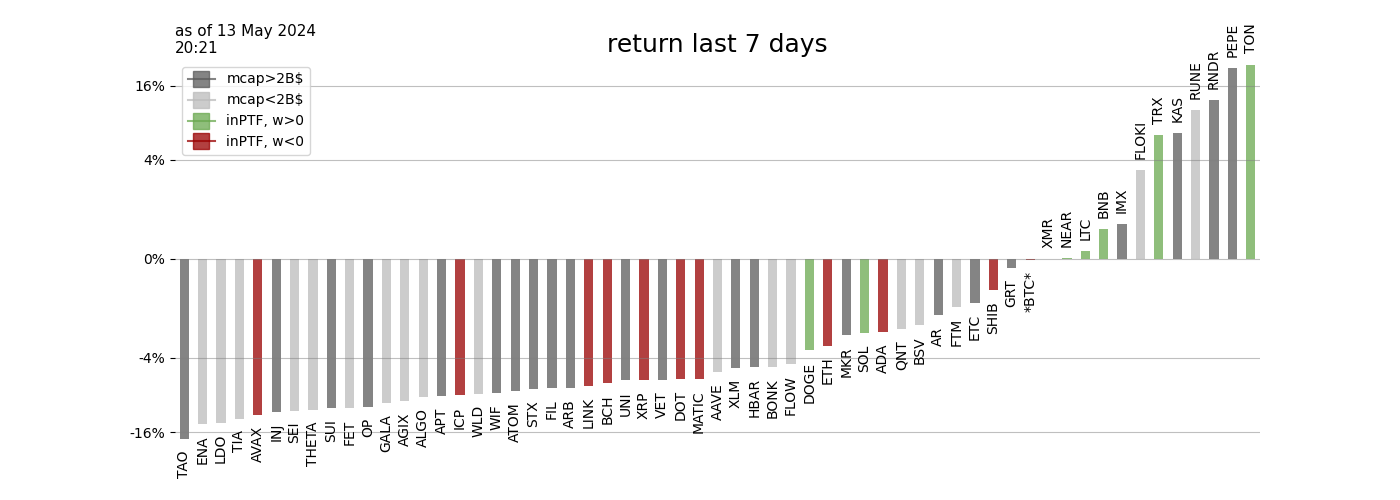 as of 13 May 2024
20:21
return last 7 days
mcap>2B$
mcap<2B$
inPTF, w>0
inPTF, w<0
16%
4%
0%
-4%
-16%
TAO
ENA
LDO
TIA
AVAX
INJ
SEI
THETA
SUI
FET
OP
GALA
AGIX
ALGO
APT
ICP
WLD
WIF
ATOM
STX
FIL
ARB
LINK
BCH
UNI
XRP
VET
DOT
MATIC
AAVE
XLM
HBAR
BONK
FLOW
DOGE
ETH
MKR
SOL
ADA
QNT
BSV
AR
FTM
ETC
SHIB
GRT
*BTC*
XMR
NEAR
LTC
BNB
IMX
FLOKI
TRX
KAS
RUNE
RNDR
PEPE
TON